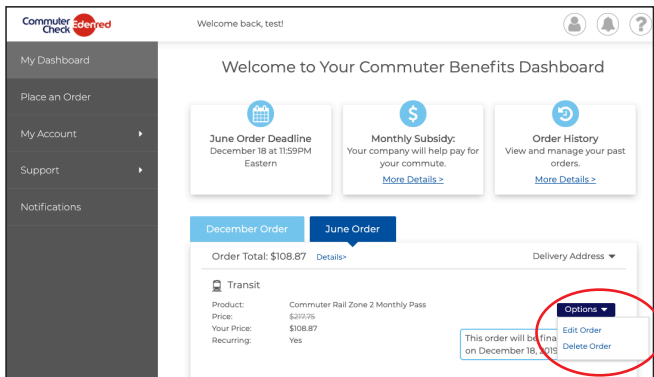 Commuter
Check Edenred
Welcome back, test!
?
My Dashboard
Place an Order
My Account
Support
Notifications
Welcome to Your Commuter Benefits Dashboard
June Order Deadline
December 18 at 11:59PM
Eastern
$
Monthly Subsidy:
Your company will help pay for
your commute.
More Details >
Order History
View and manage your past
orders.
More Details >
December Order
June Order
Order Total: $108.87 Details>
Delivery Address
Transit
Product: Commuter Rail Zone 2 Monthly Pass
Price: $217.75
Your Price: $108.87
Recurring: Yes
Options
Edit Order
Delete Order
This order will be fina
on December 18, 2019